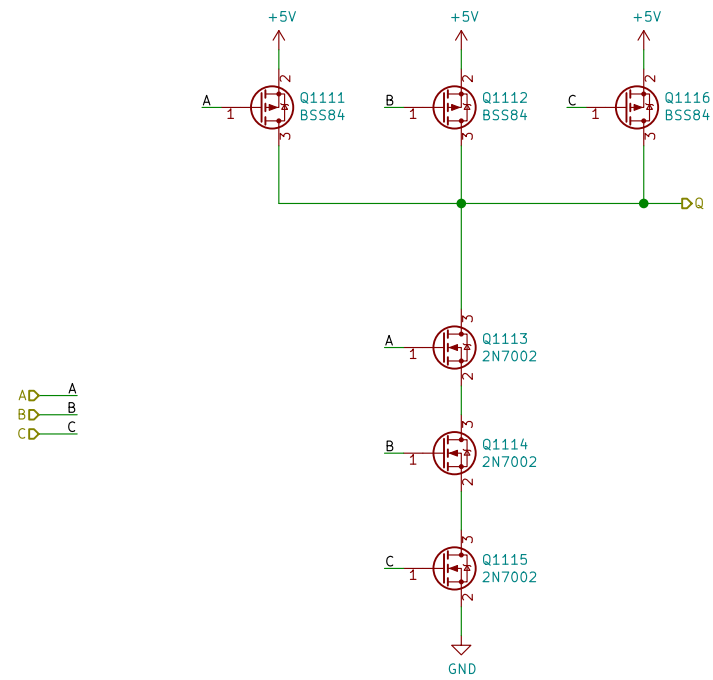 +5V +5V +5V
2 2 2
A 1 Q1111 B 1 Q1112 C 1 Q1116
BSS84 BSS84 BSS84
3 3 3
Q
3
A 1 Q1113
2N7002
2
A A
B B
C C
3
B 1 Q1114
2N7002
2
3
C 1 Q1115
2N7002
2
GND